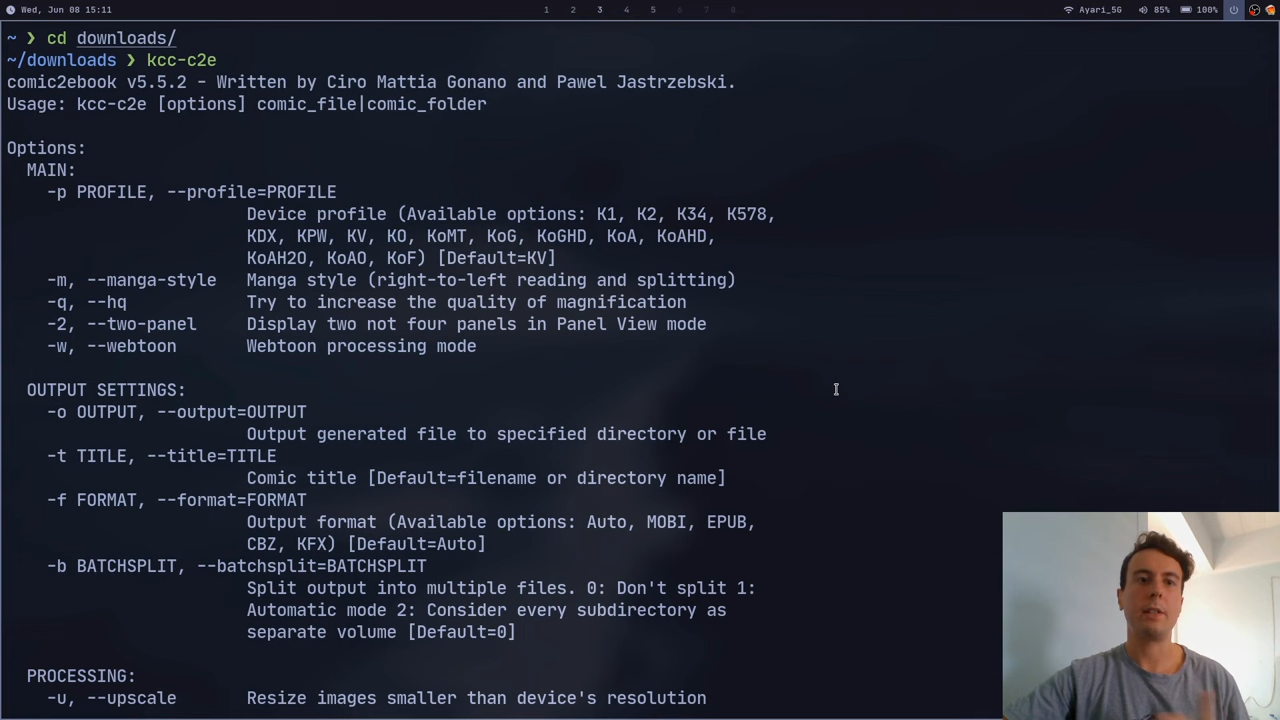 Wed, Jun 08 15:11 1 2 3 4 5 6 7 8 Ayari_5G 85% 100%
~ ❯ cd downloads/
~/downloads ❯ kcc-c2e
comic2ebook v5.5.2 - Written by Ciro Mattia Gonano and Pawel Jastrzebski.
Usage: kcc-c2e [options] comic_file|comic_folder
Options:
MAIN:
-p PROFILE, --profile=PROFILE
Device profile (Available options: K1, K2, K34, K578,
KDX, KPW, KV, KO, KoMT, KoG, KoGHD, KoA, KoAHD,
KoAH2O, KoAO, KoF) [Default=KV]
-m, --manga-style Manga style (right-to-left reading and splitting)
-q, --hq Try to increase the quality of magnification
-2, --two-panel Display two not four panels in Panel View mode
-w, --webtoon Webtoon processing mode
OUTPUT SETTINGS:
-o OUTPUT, --output=OUTPUT
Output generated file to specified directory or file
-t TITLE, --title=TITLE
Comic title [Default=filename or directory name]
-f FORMAT, --format=FORMAT
Output format (Available options: Auto, MOBI, EPUB,
CBZ, KFX) [Default=Auto]
-b BATCHSPLIT, --batchsplit=BATCHSPLIT
Split output into multiple files. 0: Don't split 1:
Automatic mode 2: Consider every subdirectory as
separate volume [Default=0]
PROCESSING:
-u, --upscale Resize images smaller than device's resolution